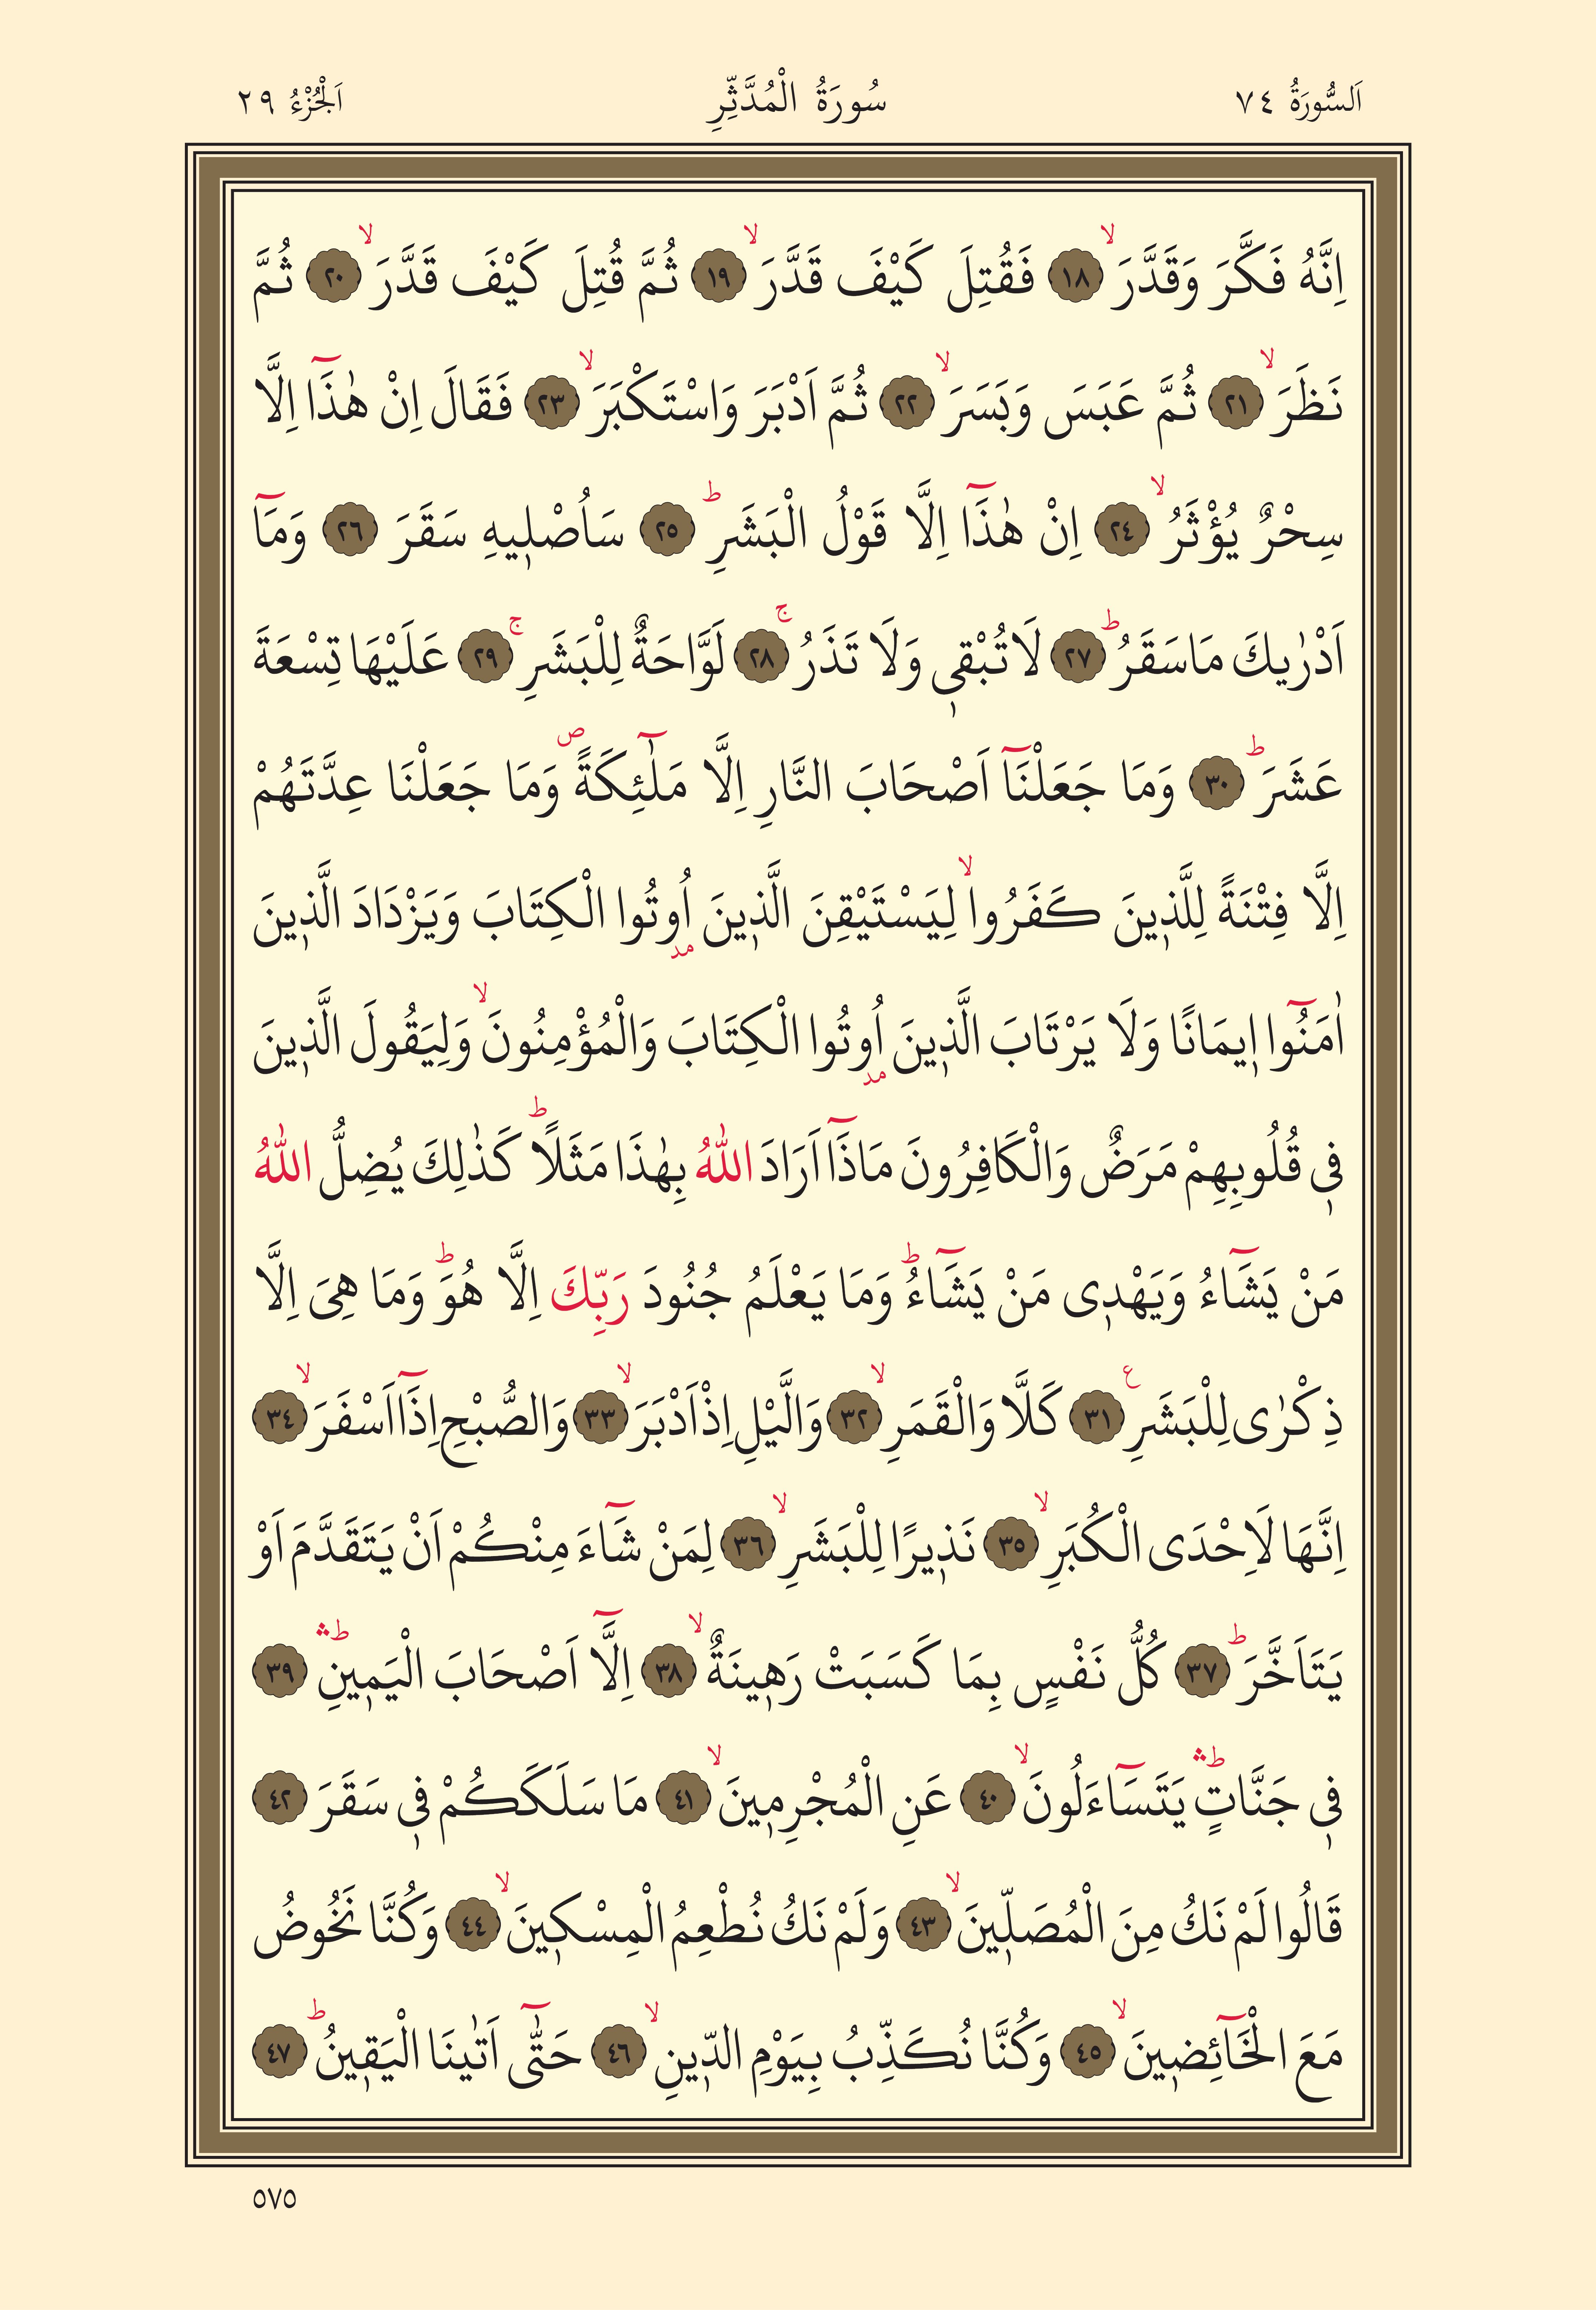 اَلسُّورَةُ ٧٤ سُورَةُ الْمُدَّثِّرِ اَلْجُزْءُ ٢٩
اِنَّهُ فَكَّرَ وَقَدَّرَۙ ١٨ فَقُتِلَ كَيْفَ قَدَّرَۙ ١٩ ثُمَّ قُتِلَ كَيْفَ قَدَّرَۙ ٢٠ ثُمَّ
نَظَرَۙ ٢١ ثُمَّ عَبَسَ وَبَسَرَۙ ٢٢ ثُمَّ اَدْبَرَ وَاسْتَكْبَرَۙ ٢٣ فَقَالَ اِنْ هٰذَٓا اِلَّا
سِحْرٌ يُؤْثَرُۙ ٢٤ اِنْ هٰذَٓا اِلَّا قَوْلُ الْبَشَرِۜ ٢٥ سَاُصْلٖيهِ سَقَرَ ٢٦ وَمَٓا
اَدْرٰيكَ مَاسَقَرُۜ ٢٧ لَا تُبْقٖى وَلَا تَذَرُۚ ٢٨ لَوَّاحَةٌ لِلْبَشَرِۚ ٢٩ عَلَيْهَا تِسْعَةَ
عَشَرَۜ ٣٠ وَمَا جَعَلْنَٓا اَصْحَابَ النَّارِ اِلَّا مَلٰٓئِكَةًۖ وَمَا جَعَلْنَا عِدَّتَهُمْ
اِلَّا فِتْنَةً لِلَّذٖينَ كَفَرُواۙ لِيَسْتَيْقِنَ الَّذٖينَ اُو۫تُوا الْكِتَابَ وَيَزْدَادَ الَّذٖينَ
اٰمَنُٓوا اٖيمَانًا وَلَا يَرْتَابَ الَّذٖينَ اُو۫تُوا الْكِتَابَ وَالْمُؤْمِنُونَۙ وَلِيَقُولَ الَّذٖينَ
فٖى قُلُوبِهِمْ مَرَضٌ وَالْكَافِرُونَ مَاذَٓا اَرَادَ اللّٰهُ بِهٰذَا مَثَلًاۜ كَذٰلِكَ يُضِلُّ اللّٰهُ
مَنْ يَشَٓاءُ وَيَهْدٖى مَنْ يَشَٓاءُۜ وَمَا يَعْلَمُ جُنُودَ رَبِّكَ اِلَّا هُوَۜ وَمَا هِىَ اِلَّا
ذِكْرٰى لِلْبَشَرِ ع ٣١ كَلَّا وَالْقَمَرِۙ ٣٢ وَالَّيْلِ اِذْ اَدْبَرَۙ ٣٣ وَالصُّبْحِ اِذَٓا اَسْفَرَۙ ٣٤
اِنَّهَا لَاِحْدَى الْكُبَرِۙ ٣٥ نَذٖيرًا لِلْبَشَرِۙ ٣٦ لِمَنْ شَٓاءَ مِنْكُمْ اَنْ يَتَقَدَّمَ اَوْ
يَتَاَخَّرَۜ ٣٧ كُلُّ نَفْسٍ بِمَا كَسَبَتْ رَهٖينَةٌۙ ٣٨ اِلَّٓا اَصْحَابَ الْيَمٖينِۜۛ ٣٩
فٖى جَنَّاتٍۜۛ يَتَسَٓاءَلُونَۙ ٤٠ عَنِ الْمُجْرِمٖينَۙ ٤١ مَا سَلَكَكُمْ فٖى سَقَرَ ٤٢
قَالُوا لَمْ نَكُ مِنَ الْمُصَلّٖينَۙ ٤٣ وَلَمْ نَكُ نُطْعِمُ الْمِسْكٖينَۙ ٤٤ وَكُنَّا نَخُوضُ
مَعَ الْخَٓائِضٖينَۙ ٤٥ وَكُنَّا نُكَذِّبُ بِيَوْمِ الدّٖينِۙ ٤٦ حَتّٰٓى اَتٰينَا الْيَقٖينُۜ ٤٧
٥٧٥